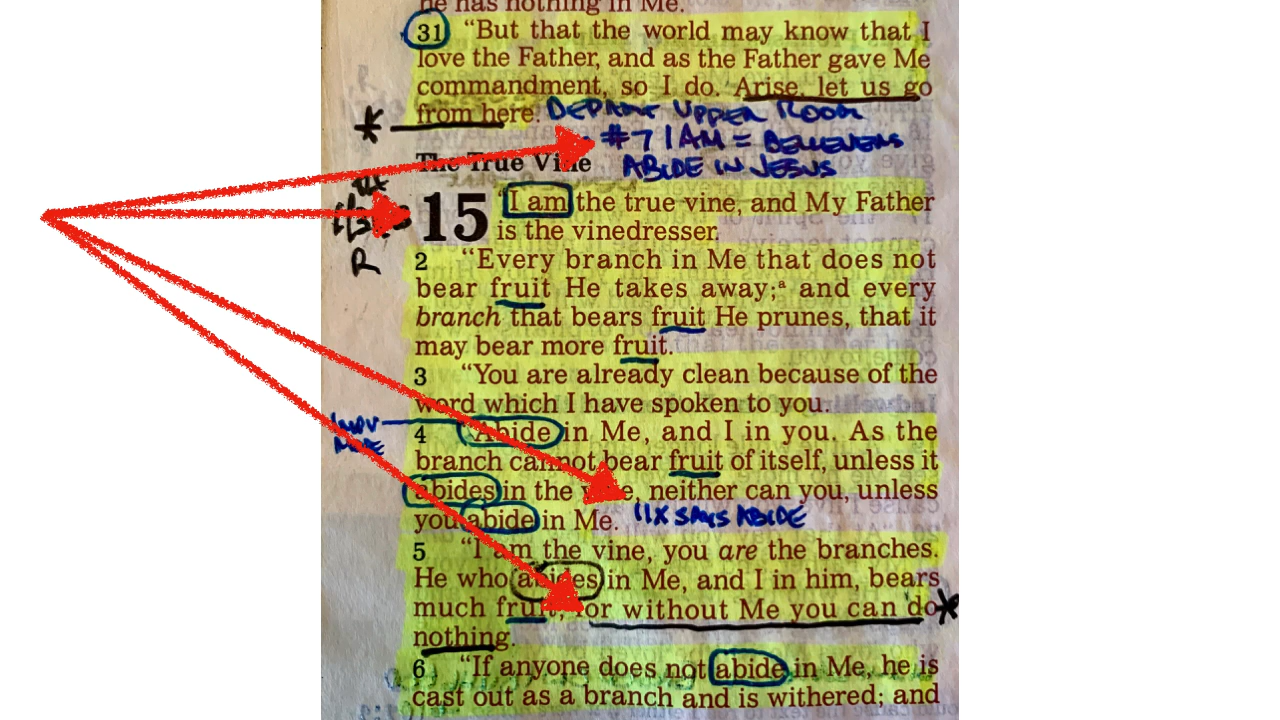 he has nothing in Me.
31 "But that the world may know that I
love the Father, and as the Father gave Me
commandment, so I do. Arise, let us go
from here. DEPART UPPER ROOM
#7 I AM = BELIEVERS
The True Vine ABIDE IN JESUS
15 "I am the true vine, and My Father
is the vinedresser.
R
2 "Every branch in Me that does not
bear fruit He takes away;a and every
branch that bears fruit He prunes, that it
may bear more fruit.
3 "You are already clean because of the
word which I have spoken to you.
4 "Abide in Me, and I in you. As the
branch cannot bear fruit of itself, unless it
abides in the vine, neither can you, unless
you abide in Me. 11X SAYS ABIDE
5 "I am the vine, you are the branches.
He who abides in Me, and I in him, bears
much fruit; for without Me you can do
nothing.
6 "If anyone does not abide in Me, he is
cast out as a branch and is withered; and